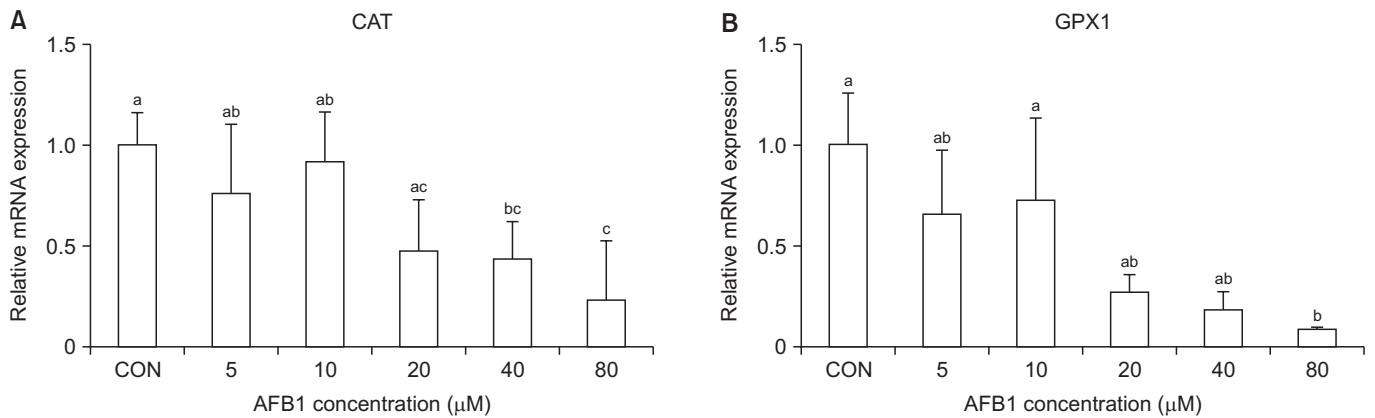 A
CAT
Relative mRNA expression
1.5
1.0
0.5
0
a
ab
ab
ac
bc
c
CON
5
10
20
40
80
AFB1 concentration (μM)
B
GPX1
Relative mRNA expression
1.5
1.0
0.5
0
a
ab
a
ab
ab
b
CON
5
10
20
40
80
AFB1 concentration (μM)